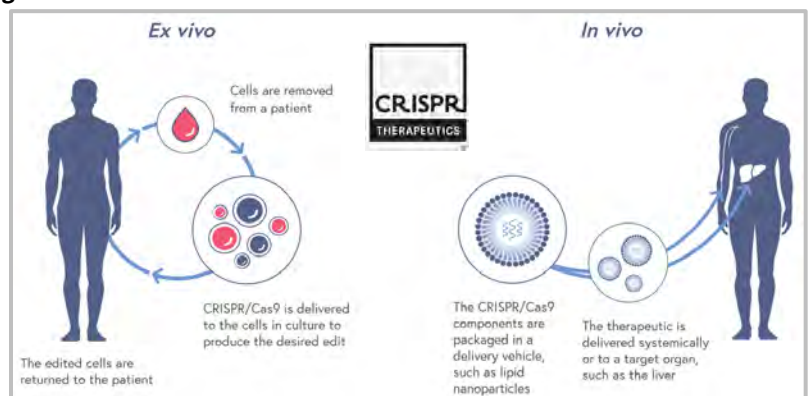 Ex vivo
Cells are removed
from a patient
CRISPR/Cas9 is delivered
to the cells in culture to
produce the desired edit
The edited cells are
returned to the patient
CRISPR
THERAPEUTICS
In vivo
The CRISPR/Cas9
components are
packaged in a
delivery vehicle,
such as lipid
nanoparticles
The therapeutic is
delivered systemically
or to a target organ,
such as the liver